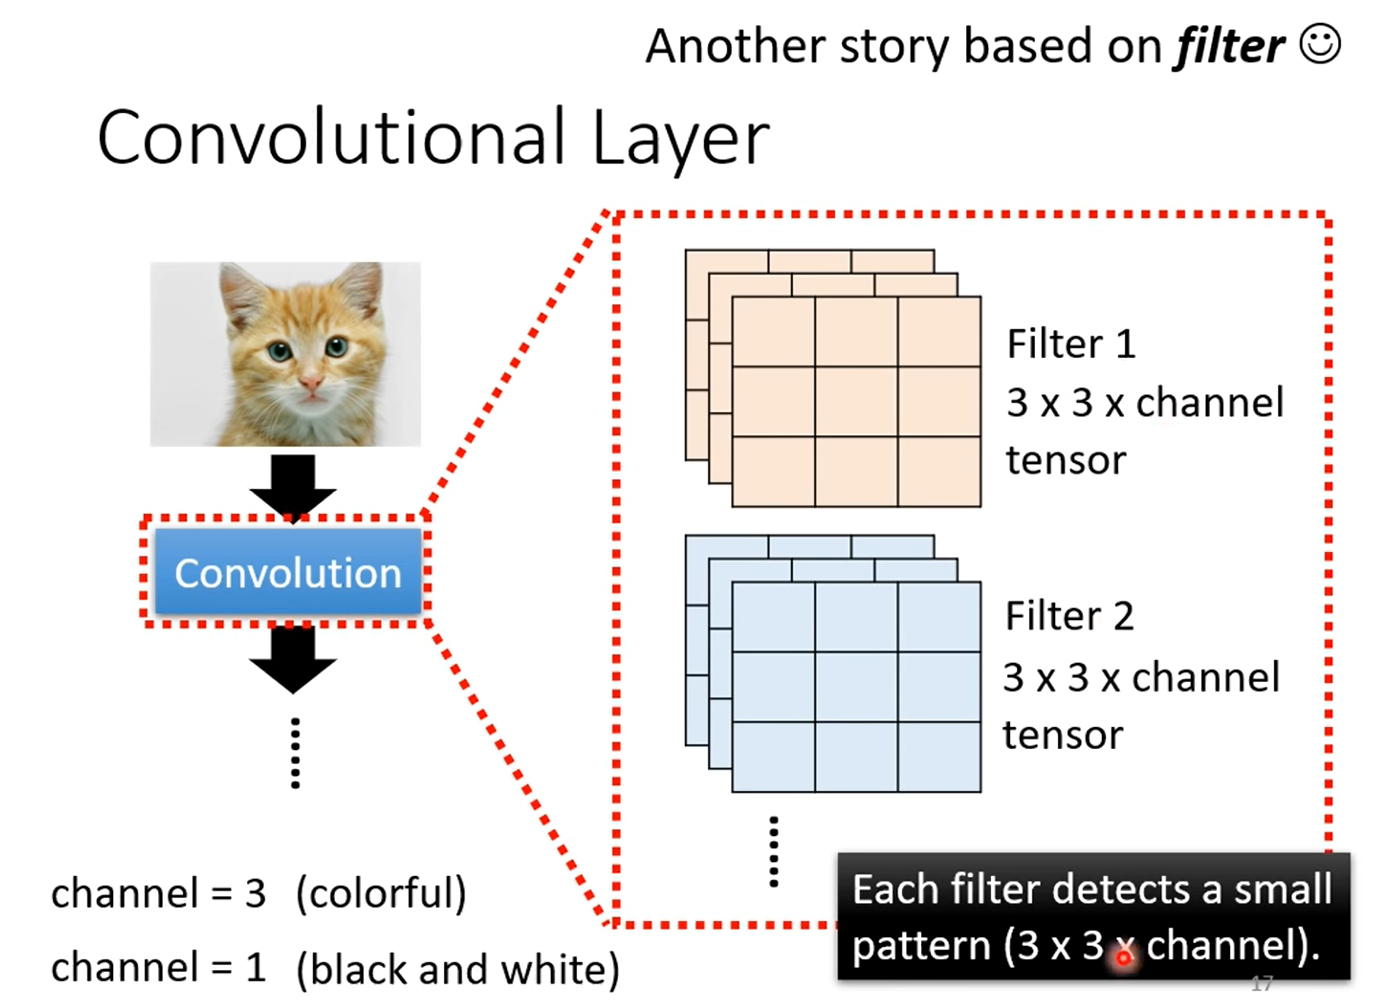 Another story based on filter
Convolutional Layer
Filter 1
3 x 3 x channel
tensor
Convolution
Filter 2
3 x 3 x channel
tensor
channel = 3 (colorful)
channel = 1 (black and white)
Each filter detects a small
pattern (3 x 3 x channel).
17